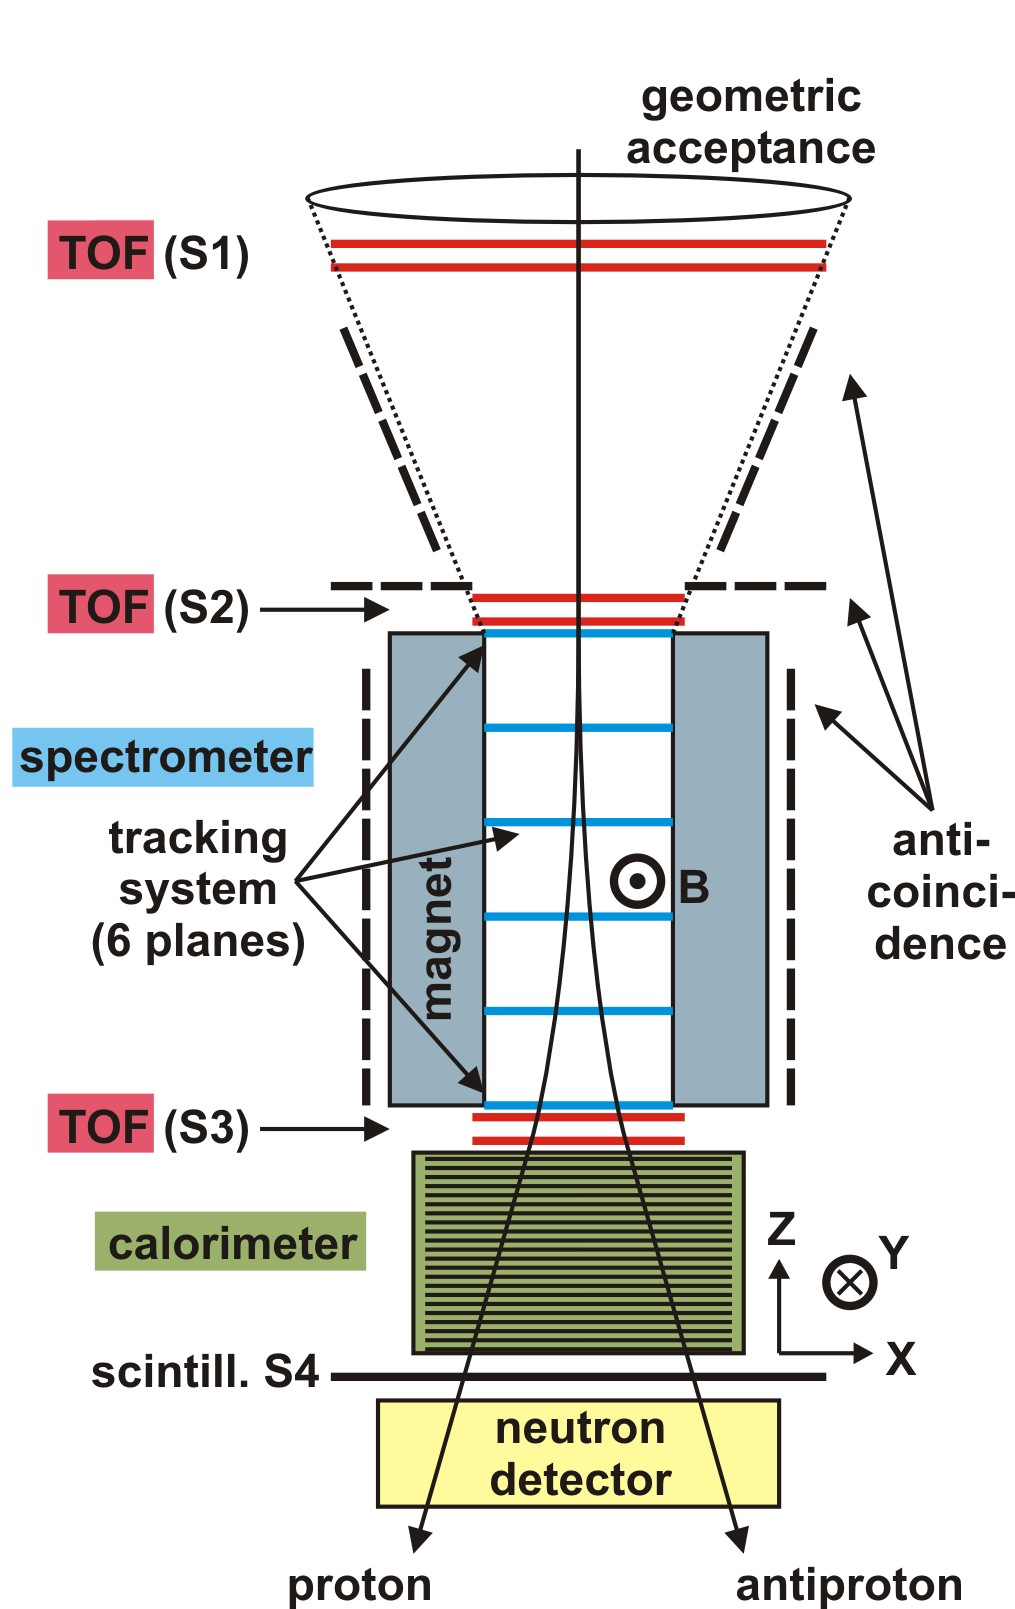 geometric
acceptance
TOF (S1)
TOF (S2)
spectrometer
tracking
system
(6 planes)
magnet
B
anti-
coinci-
dence
TOF (S3)
calorimeter
Z
Y
X
scintill. S4
neutron
detector
proton
antiproton